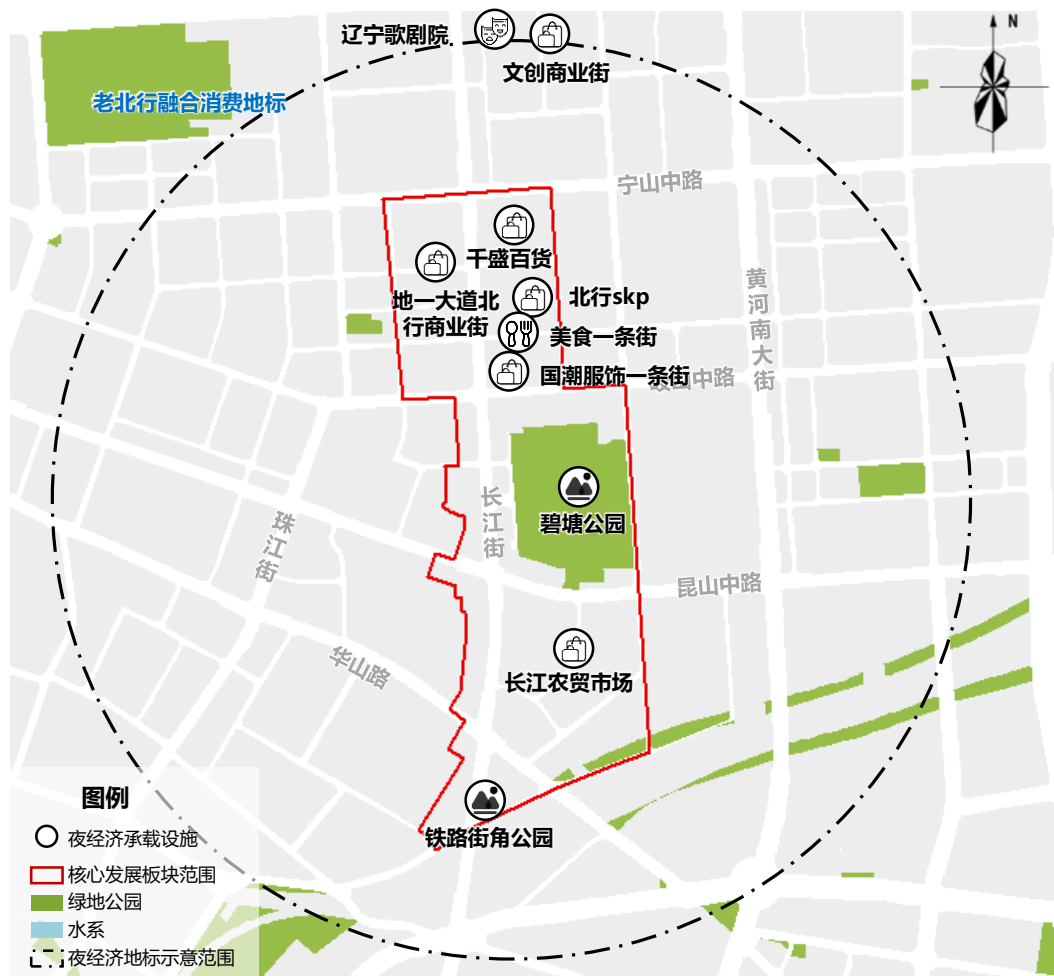 N
辽宁歌剧院
文创商业街
老北行融合消费地标
宁山中路
千盛百货
地一大道北
行商业街
北行skp
美食一条街
国潮服饰一条街
山中路
黄河南大街
碧塘公园
长江街
珠江街
昆山中路
华山路
长江农贸市场
铁路街角公园
图例
夜经济承载设施
核心发展板块范围
绿地公园
水系
夜经济地标示意范围